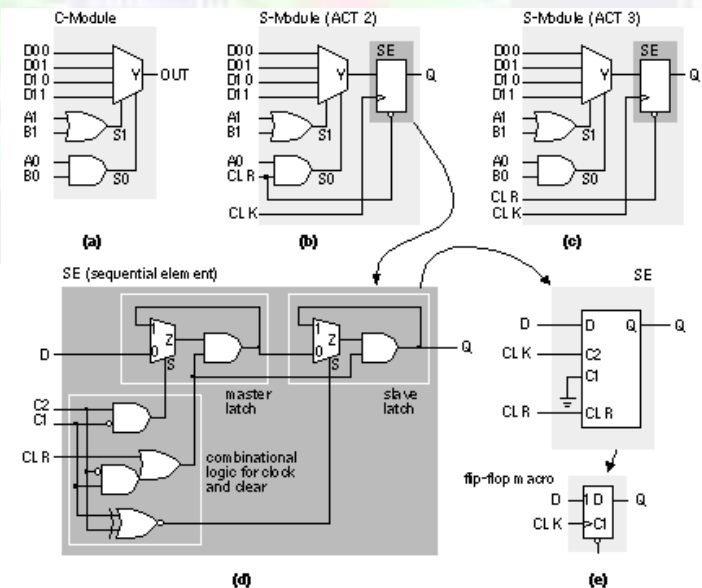 C-Module
D00
D01
D10
D11
A1
B1
A0
B0
Y
OUT
S1
S0
(a)
S-Module (ACT 2)
D00
D01
D10
D11
A1
B1
A0
CLR
CLK
Y
S1
S0
SE
Q
(b)
S-Module (ACT 3)
D00
D01
D10
D11
A1
B1
A0
B0
CLR
CLK
Y
S1
S0
SE
Q
(c)
SE (sequential element)
D
C2
C1
CLR
1
0
Z
S
master
latch
1
0
Z
S
slave
latch
Q
combinational
logic for clock
and clear
(d)
SE
D
CLK
CLR
D
Q
C2
C1
CLR
Q
flip-flop macro
D
CLK
1D
>C1
Q
(e)